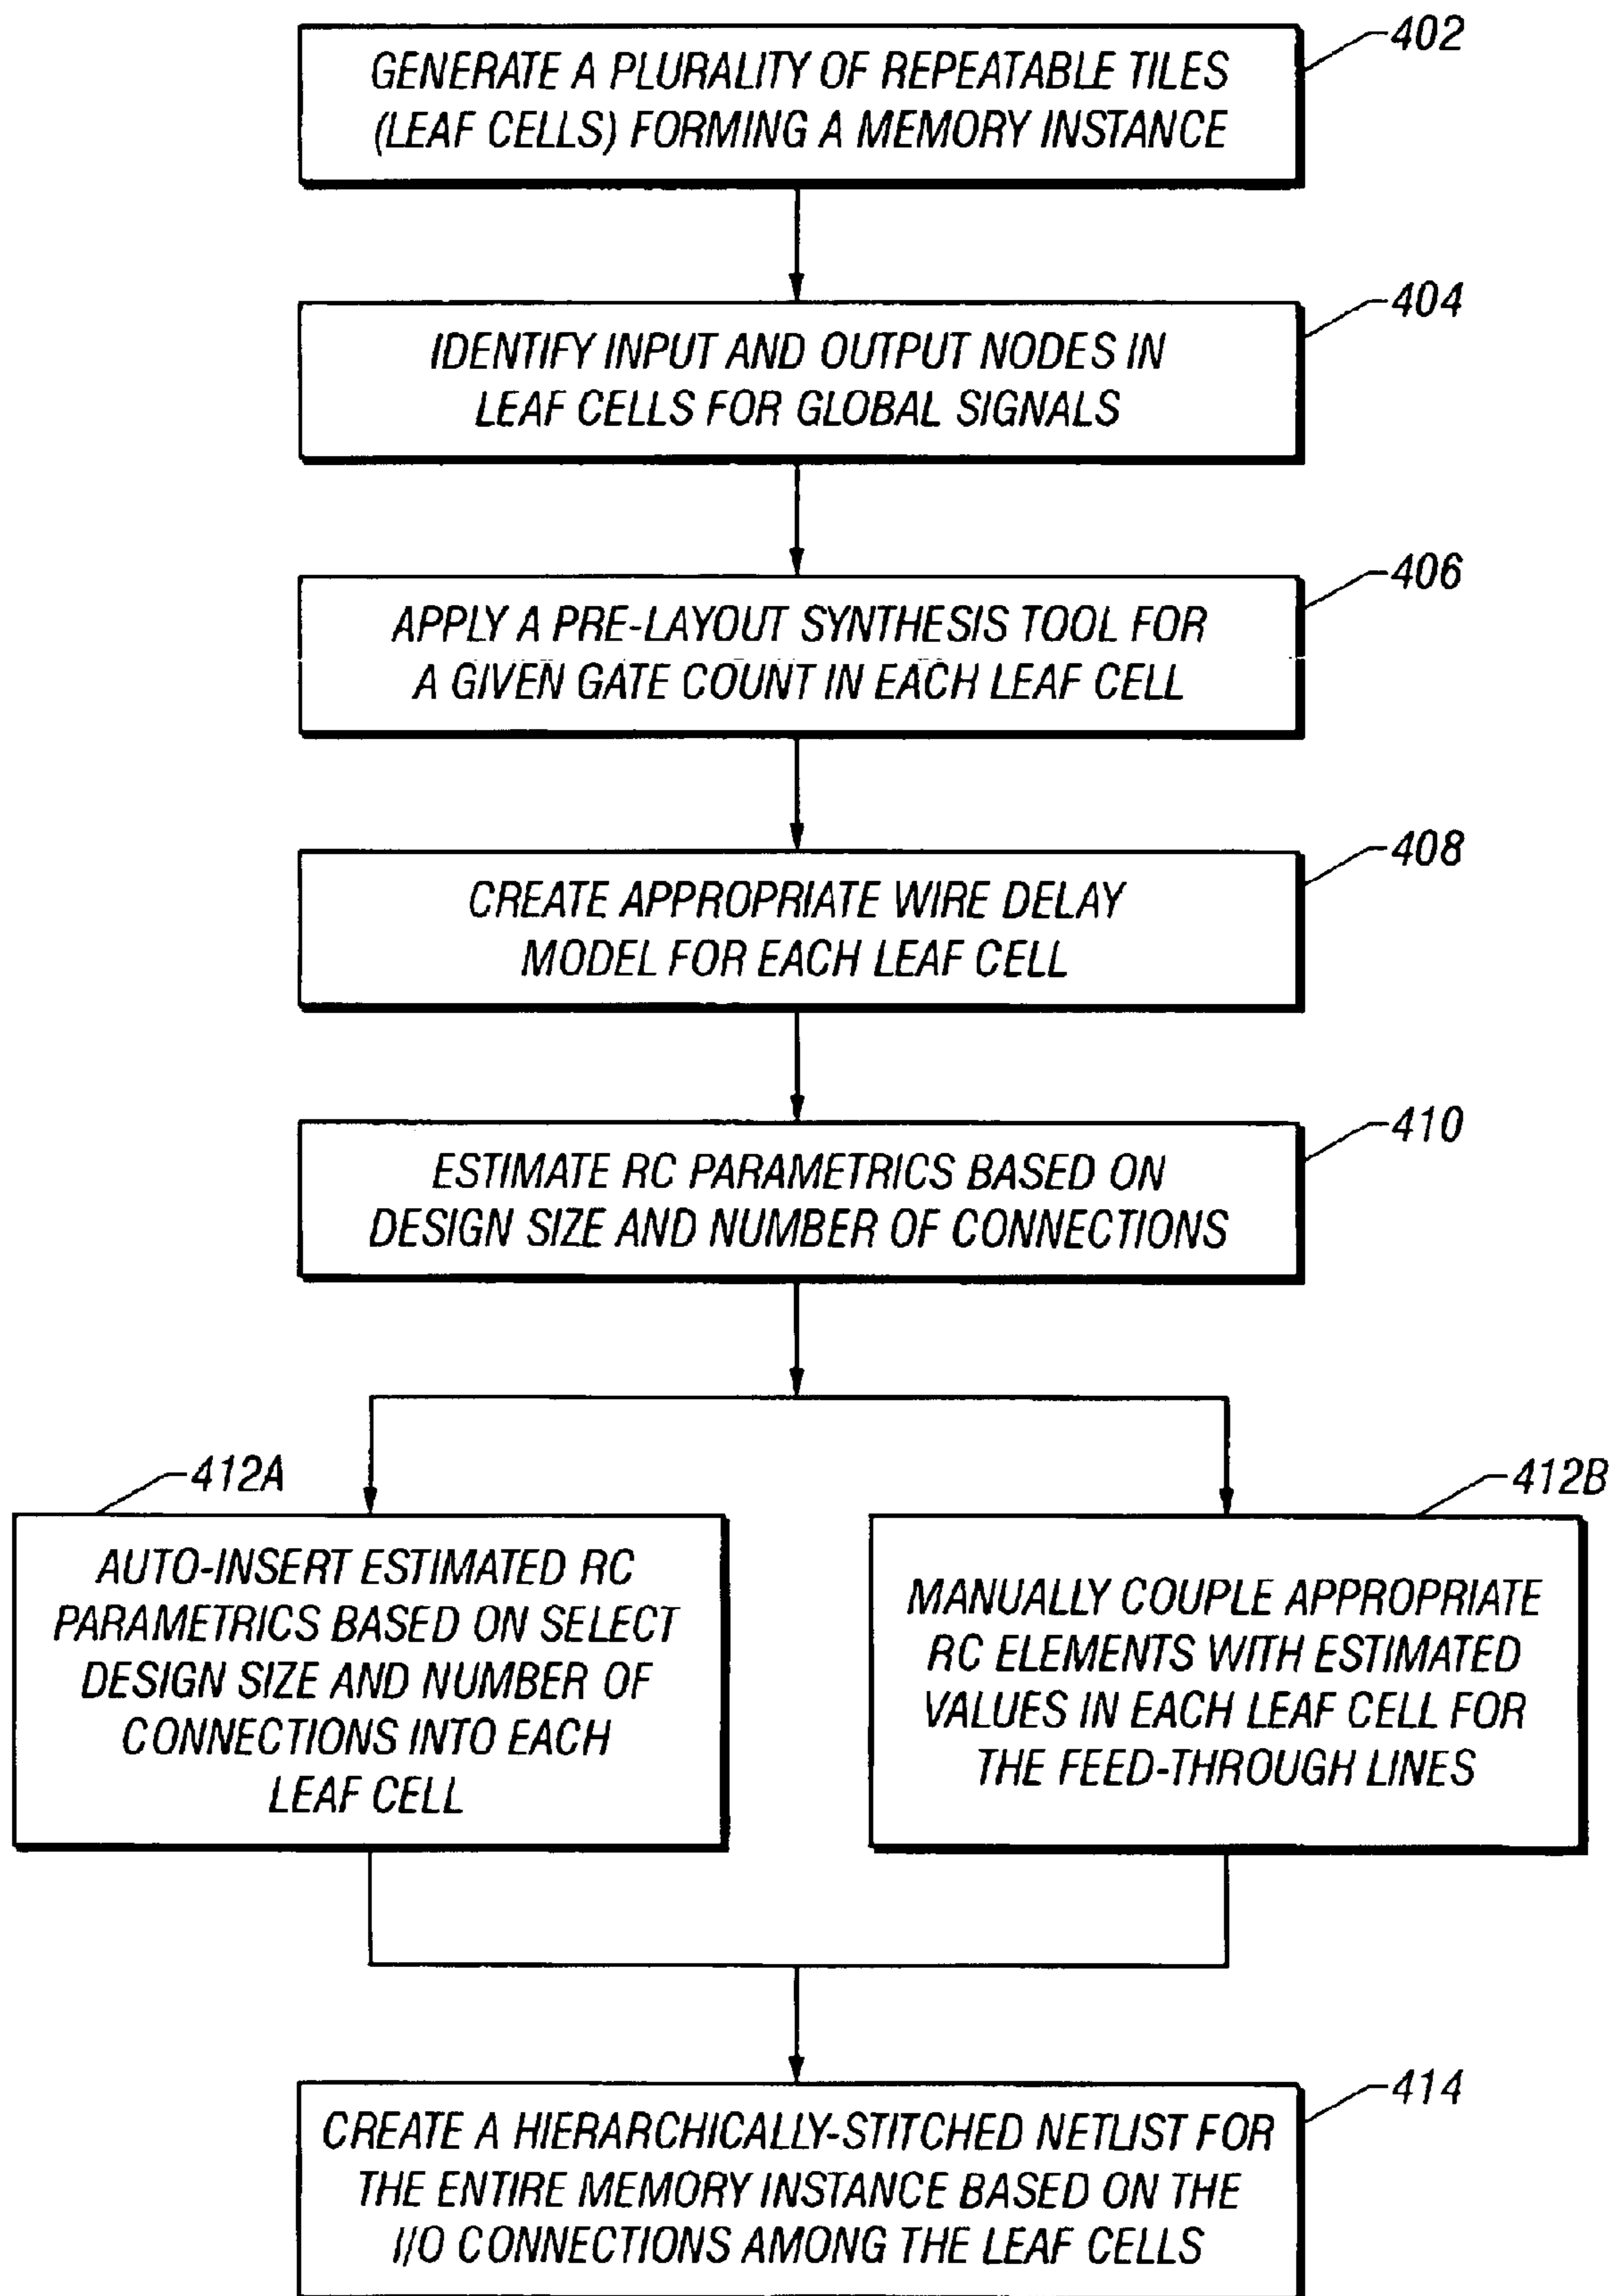 402
GENERATE A PLURALITY OF REPEATABLE TILES
(LEAF CELLS) FORMING A MEMORY INSTANCE
404
IDENTIFY INPUT AND OUTPUT NODES IN
LEAF CELLS FOR GLOBAL SIGNALS
406
APPLY A PRE-LAYOUT SYNTHESIS TOOL FOR
A GIVEN GATE COUNT IN EACH LEAF CELL
408
CREATE APPROPRIATE WIRE DELAY
MODEL FOR EACH LEAF CELL
410
ESTIMATE RC PARAMETRICS BASED ON
DESIGN SIZE AND NUMBER OF CONNECTIONS
412A
AUTO-INSERT ESTIMATED RC
PARAMETRICS BASED ON SELECT
DESIGN SIZE AND NUMBER OF
CONNECTIONS INTO EACH
LEAF CELL
412B
MANUALLY COUPLE APPROPRIATE
RC ELEMENTS WITH ESTIMATED
VALUES IN EACH LEAF CELL FOR
THE FEED-THROUGH LINES
414
CREATE A HIERARCHICALLY-STITCHED NETLIST FOR
THE ENTIRE MEMORY INSTANCE BASED ON THE
I/O CONNECTIONS AMONG THE LEAF CELLS